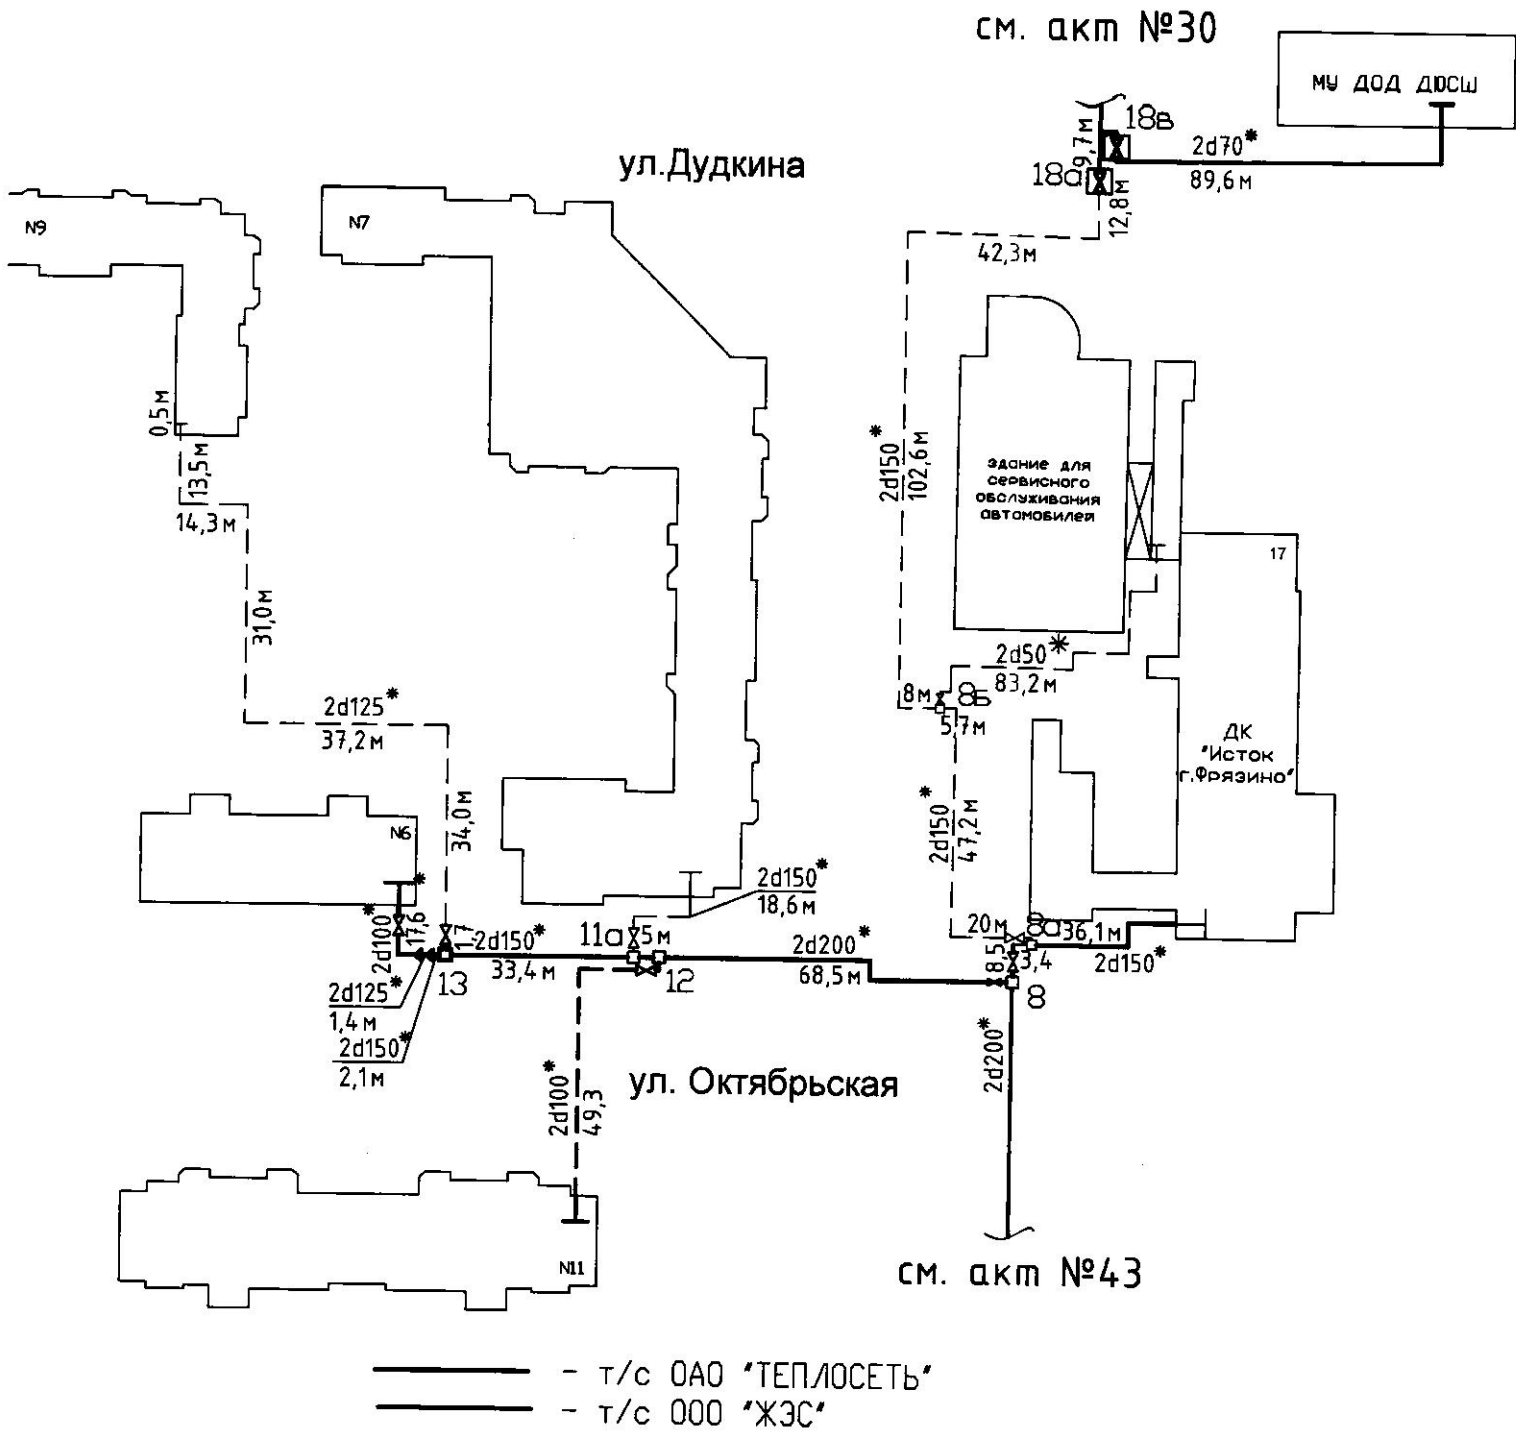 см. акт №30
МУ ДОД ДЮСШ
18в
9,7м
2d70*
89,6м
18а
12,8м
42,3м
ул.Дудкина
N9
N7
0,5м
13,5м
14,3м
31,0м
2d125*
37,2м
34,0м
2d150*
102,6м
здание для
сервисного
обслуживания
автомобилей
17
2d50*
83,2м
8м
8Б
5,7м
ДК
"Исток
г.Фрязино"
2d150*
47,2м
N6
2d100*
17,6*
1,7
2d150*
33,4м
11а
5м
2d150*
18,6м
2d200*
68,5м
20м
8а
36,1м
2d150*
8,5
3,4
8
13
12
2d125*
1,4м
2d150*
2,1м
2d100*
49,3
ул. Октябрьская
2d200*
N11
см. акт №43
- т/с ОАО "ТЕПЛОСЕТЬ"
- т/с ООО "ЖЭС"